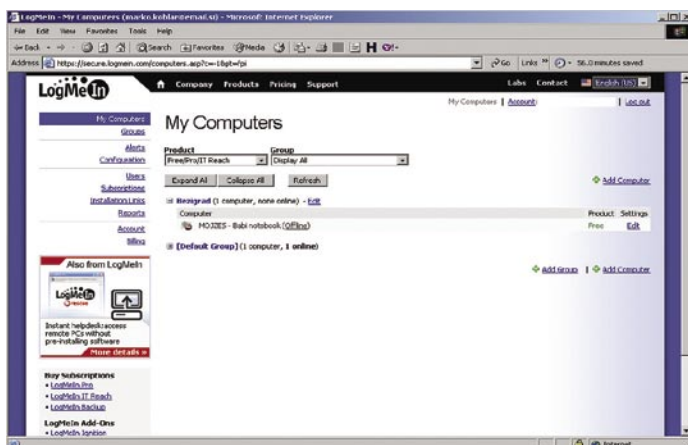 LogMeIn - My Computers (marko.koblar@email.si) - Microsoft Internet Explorer
File Edit View Favorites Tools Help
Back Search Favorites Media
Address https://secure.logmein.com/computers.asp?c=-1&pt=fpi Go Links 56.0 minutes saved
LogMeIn Company Products Pricing Support Labs Contact English (US)
My Computers | Account: | Log out
My Computers
Groups
Alerts
Configuration
Users
Subscriptions
Installation Links
Reports
Account
Billing
My Computers
Product Group
Free/Pro/IT Reach Display All
Expand All Collapse All Refresh Add Computer
Bezigrad (1 computer, none online) - Edit
Computer Product Settings
MOJZES - Babi notebook (Offline) Free Edit
[Default Group] (1 computer, 1 online)
Add Group | Add Computer
Also from LogMeIn
LogMeIn
rescue
Instant helpdesk: access
remote PCs without
pre-installing software
More details »
Buy Subscriptions
• LogMeIn Pro
• LogMeIn IT Reach
• LogMeIn Backup
LogMeIn Add-Ons
• LogMeIn Ignition
Internet